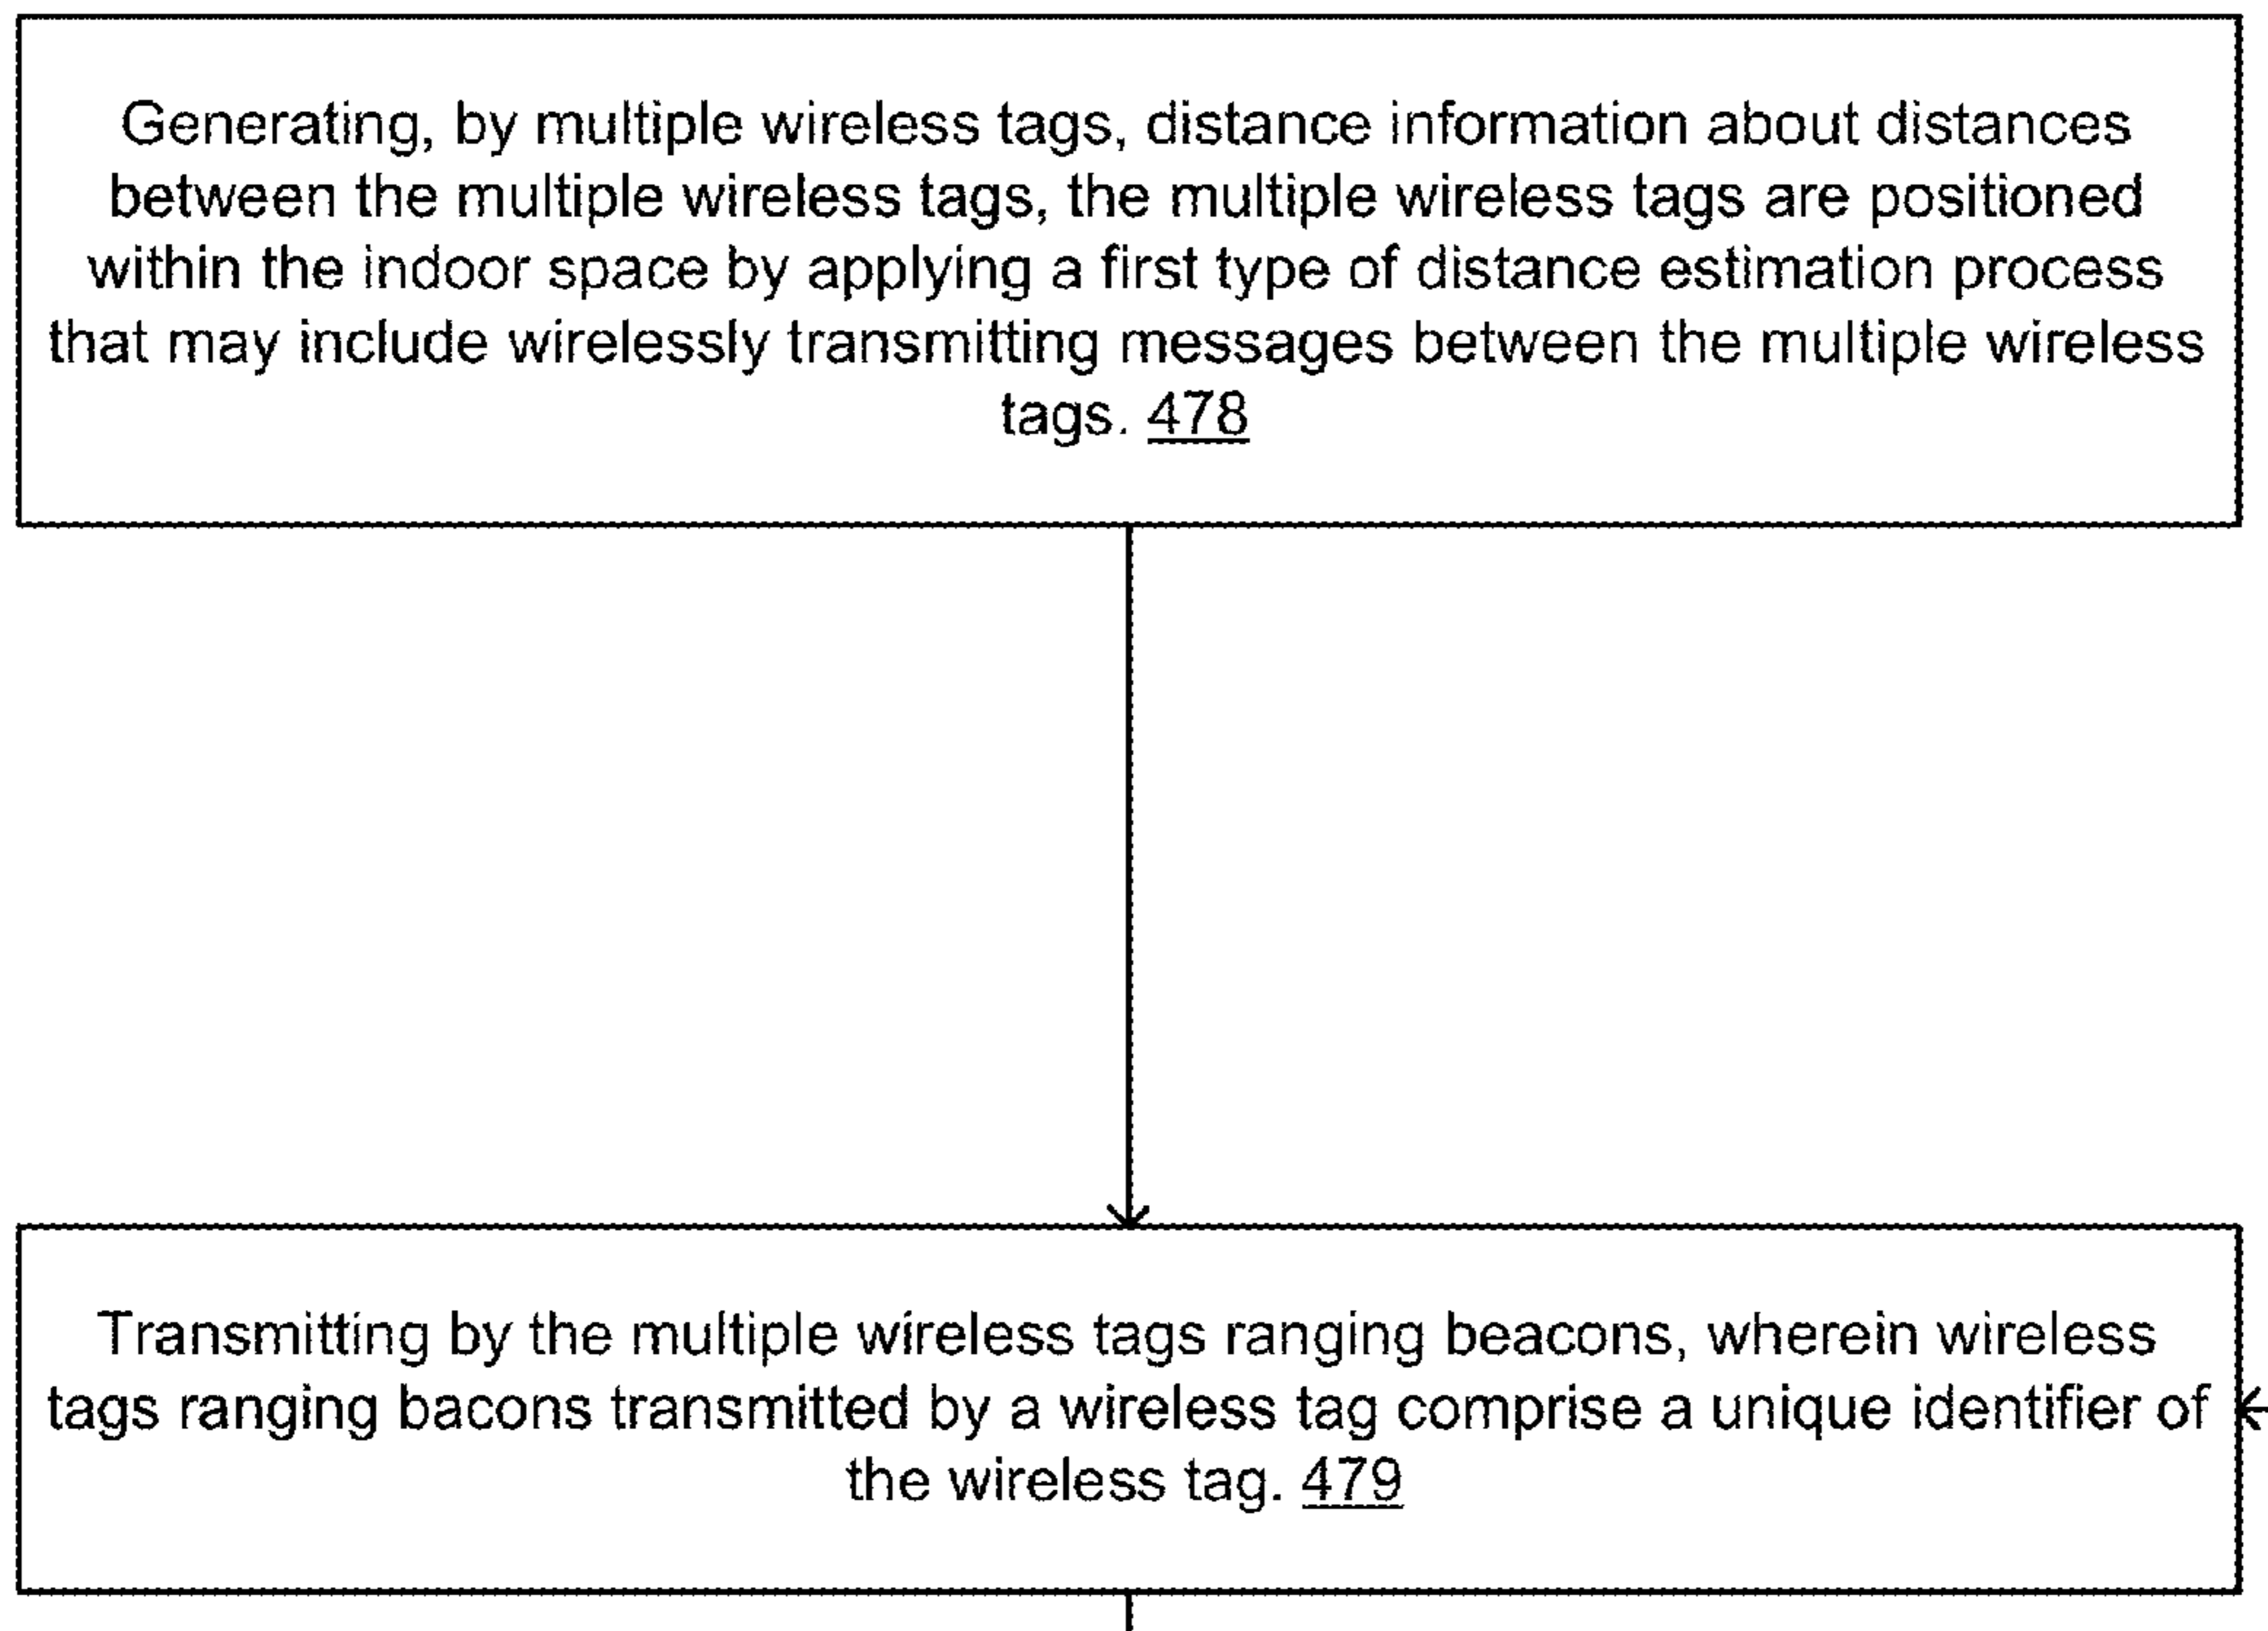 Generating, by multiple wireless tags, distance information about distances
between the multiple wireless tags, the multiple wireless tags are positioned
within the indoor space by applying a first type of distance estimation process
that may include wirelessly transmitting messages between the multiple wireless
tags. 478
Transmitting by the multiple wireless tags ranging beacons, wherein wireless
tags ranging bacons transmitted by a wireless tag comprise a unique identifier of
the wireless tag. 479